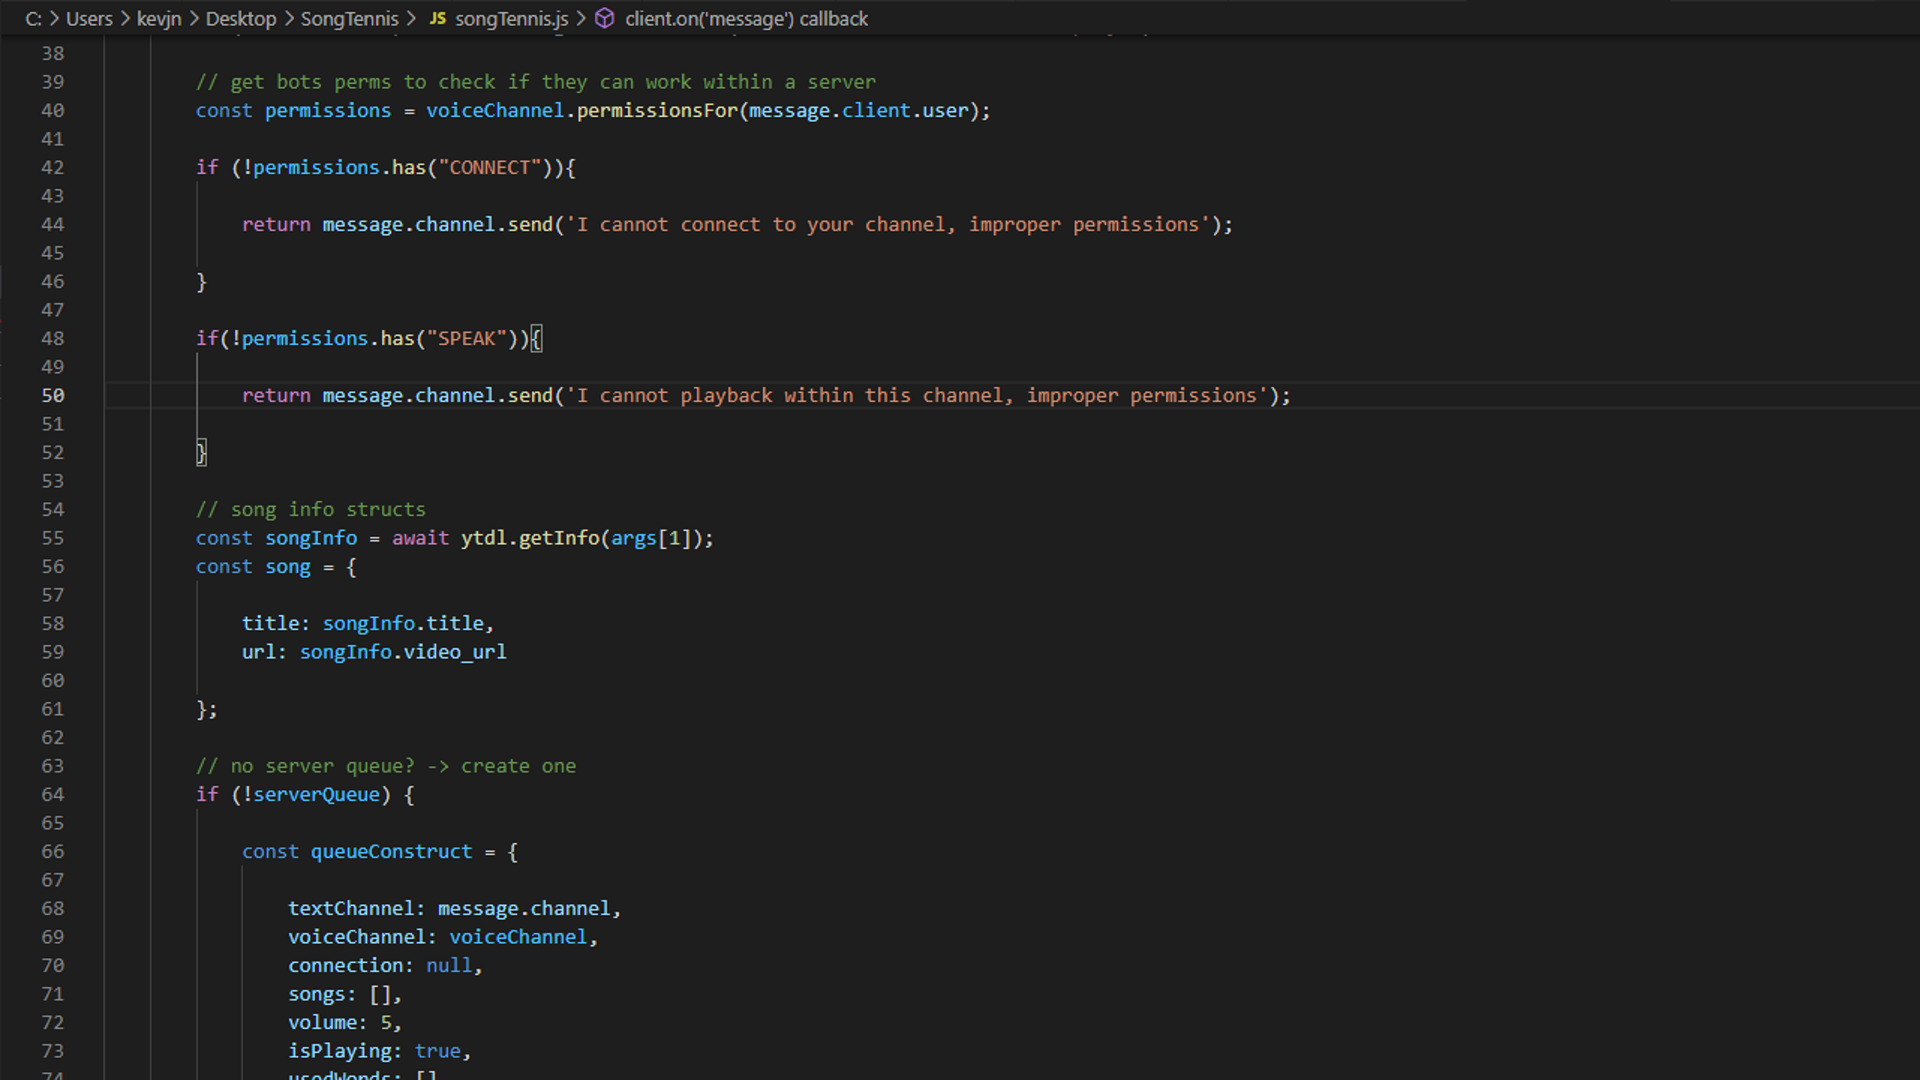 C: > Users > kevjn > Desktop > SongTennis > JS songTennis.js > client.on('message') callback
38
39 // get bots perms to check if they can work within a server
40 const permissions = voiceChannel.permissionsFor(message.client.user);
41
42 if (!permissions.has("CONNECT")){
43
44 return message.channel.send('I cannot connect to your channel, improper permissions');
45
46 }
47
48 if(!permissions.has("SPEAK")){
49
50 return message.channel.send('I cannot playback within this channel, improper permissions');
51
52 }
53
54 // song info structs
55 const songInfo = await ytdl.getInfo(args[1]);
56 const song = {
57
58 title: songInfo.title,
59 url: songInfo.video_url
60
61 };
62
63 // no server queue? -> create one
64 if (!serverQueue) {
65
66 const queueConstruct = {
67
68 textChannel: message.channel,
69 voiceChannel: voiceChannel,
70 connection: null,
71 songs: [],
72 volume: 5,
73 isPlaying: true,
74 usedWords: []